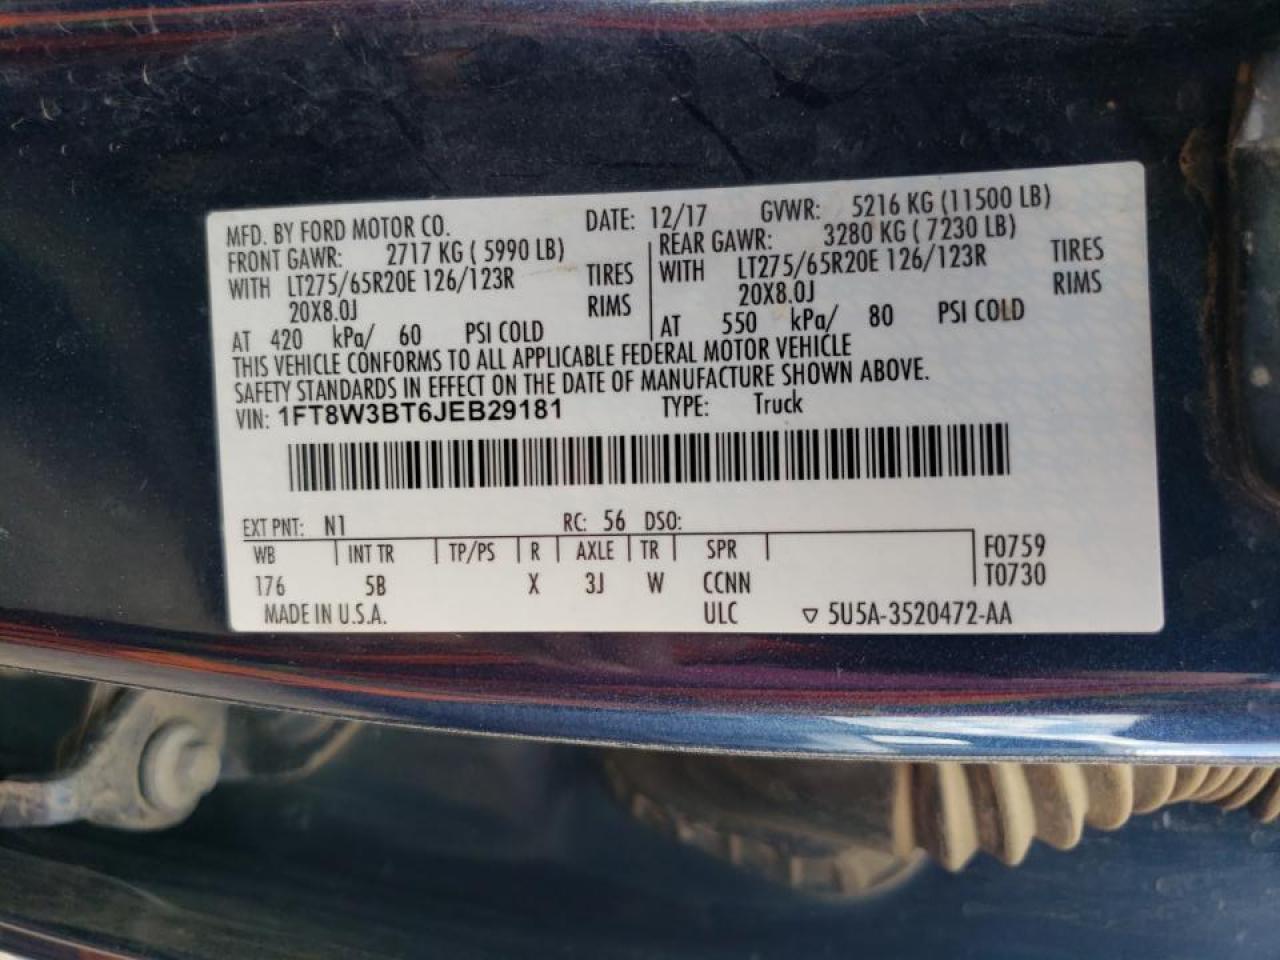 MFD. BY FORD MOTOR CO. DATE: 12/17 GVWR: 5216 KG (11500 LB)
FRONT GAWR: 2717 KG ( 5990 LB) REAR GAWR: 3280 KG ( 7230 LB)
WITH LT275/65R20E 126/123R TIRES WITH LT275/65R20E 126/123R TIRES
20X8.0J RIMS 20X8.0J RIMS
AT 420 kPa/ 60 PSI COLD AT 550 kPa/ 80 PSI COLD
THIS VEHICLE CONFORMS TO ALL APPLICABLE FEDERAL MOTOR VEHICLE
SAFETY STANDARDS IN EFFECT ON THE DATE OF MANUFACTURE SHOWN ABOVE.
VIN: 1FT8W3BT6JEB29181 TYPE: Truck
EXT PNT: N1 RC: 56 DSO:
WB INT TR TP/PS R AXLE TR SPR F0759
176 5B X 3J W CCNN T0730
MADE IN U.S.A. ULC ▽ 5U5A-3520472-AA